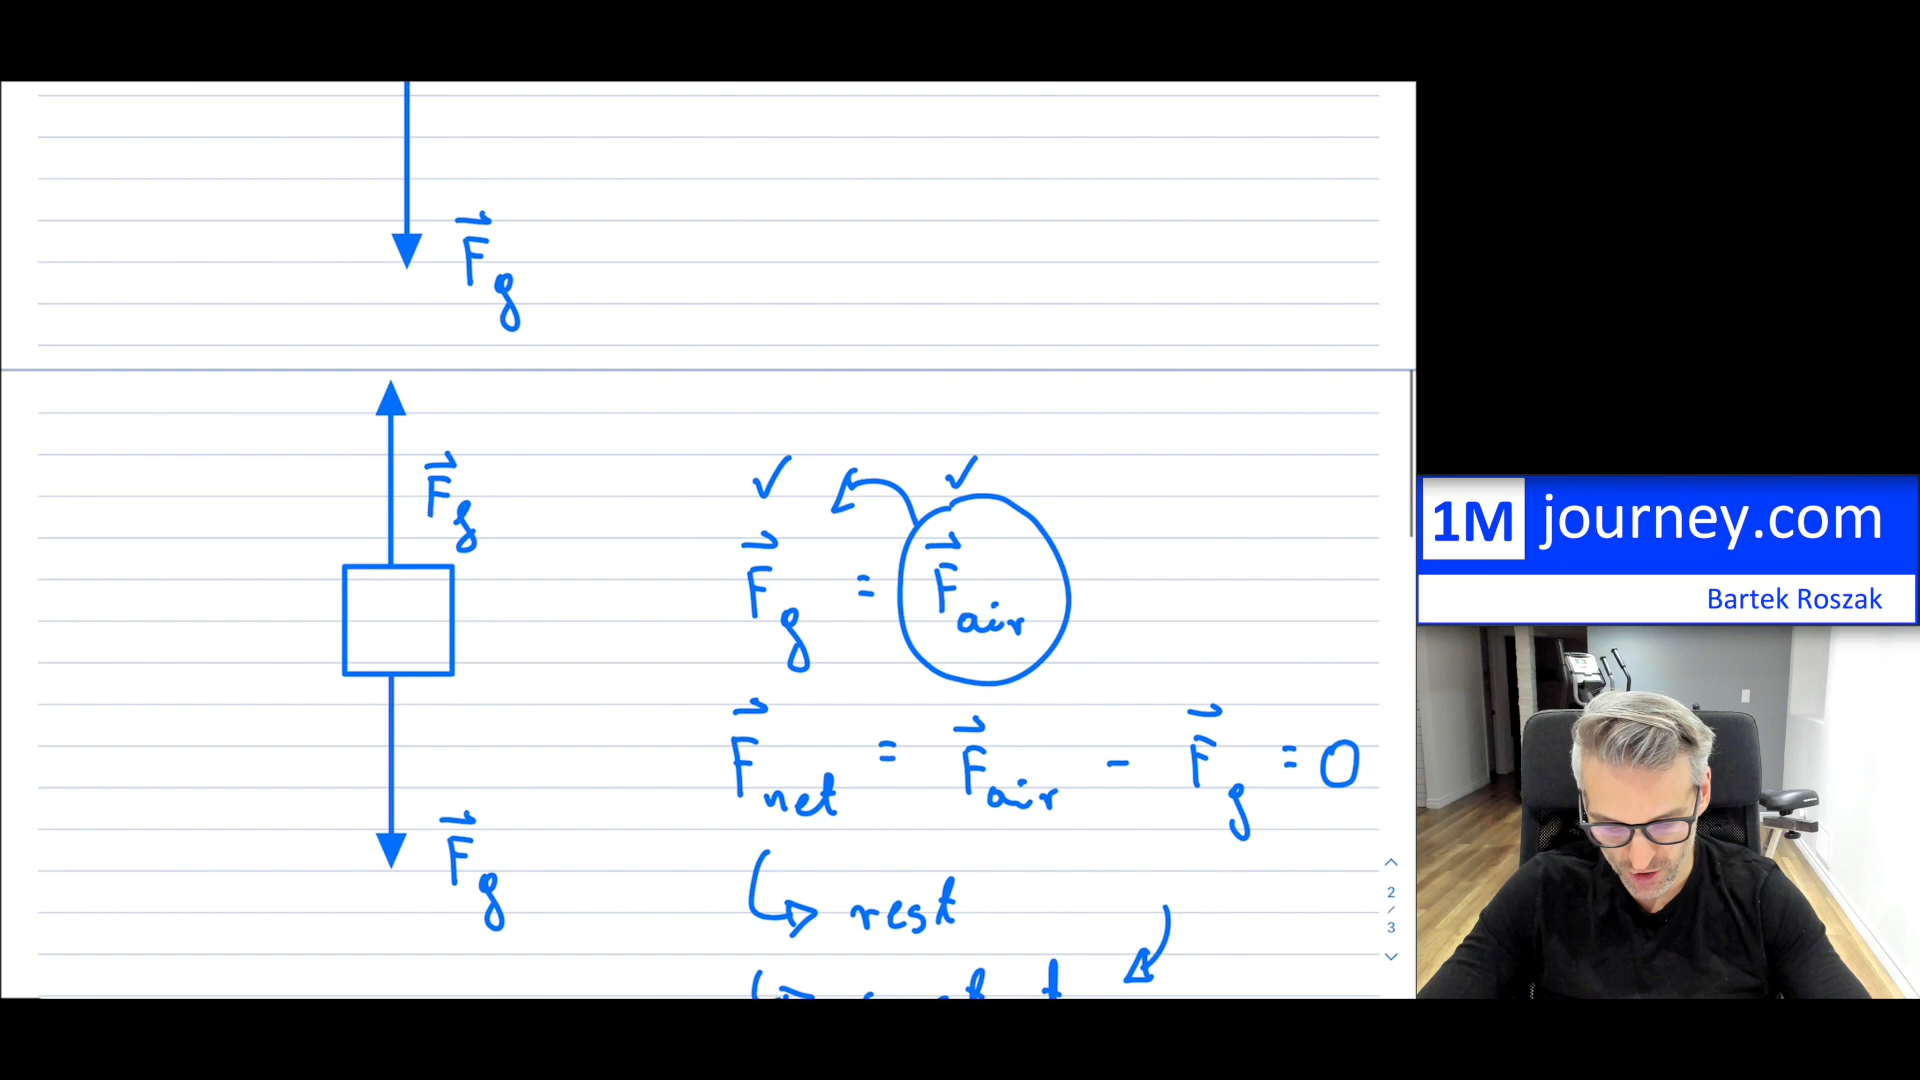 F⃗g
F⃗g
✓ ✓
F⃗g = F⃗air
F⃗net = F⃗air - F⃗g = 0
F⃗g
rest
1M journey.com
Bartek Roszak
2
/
3